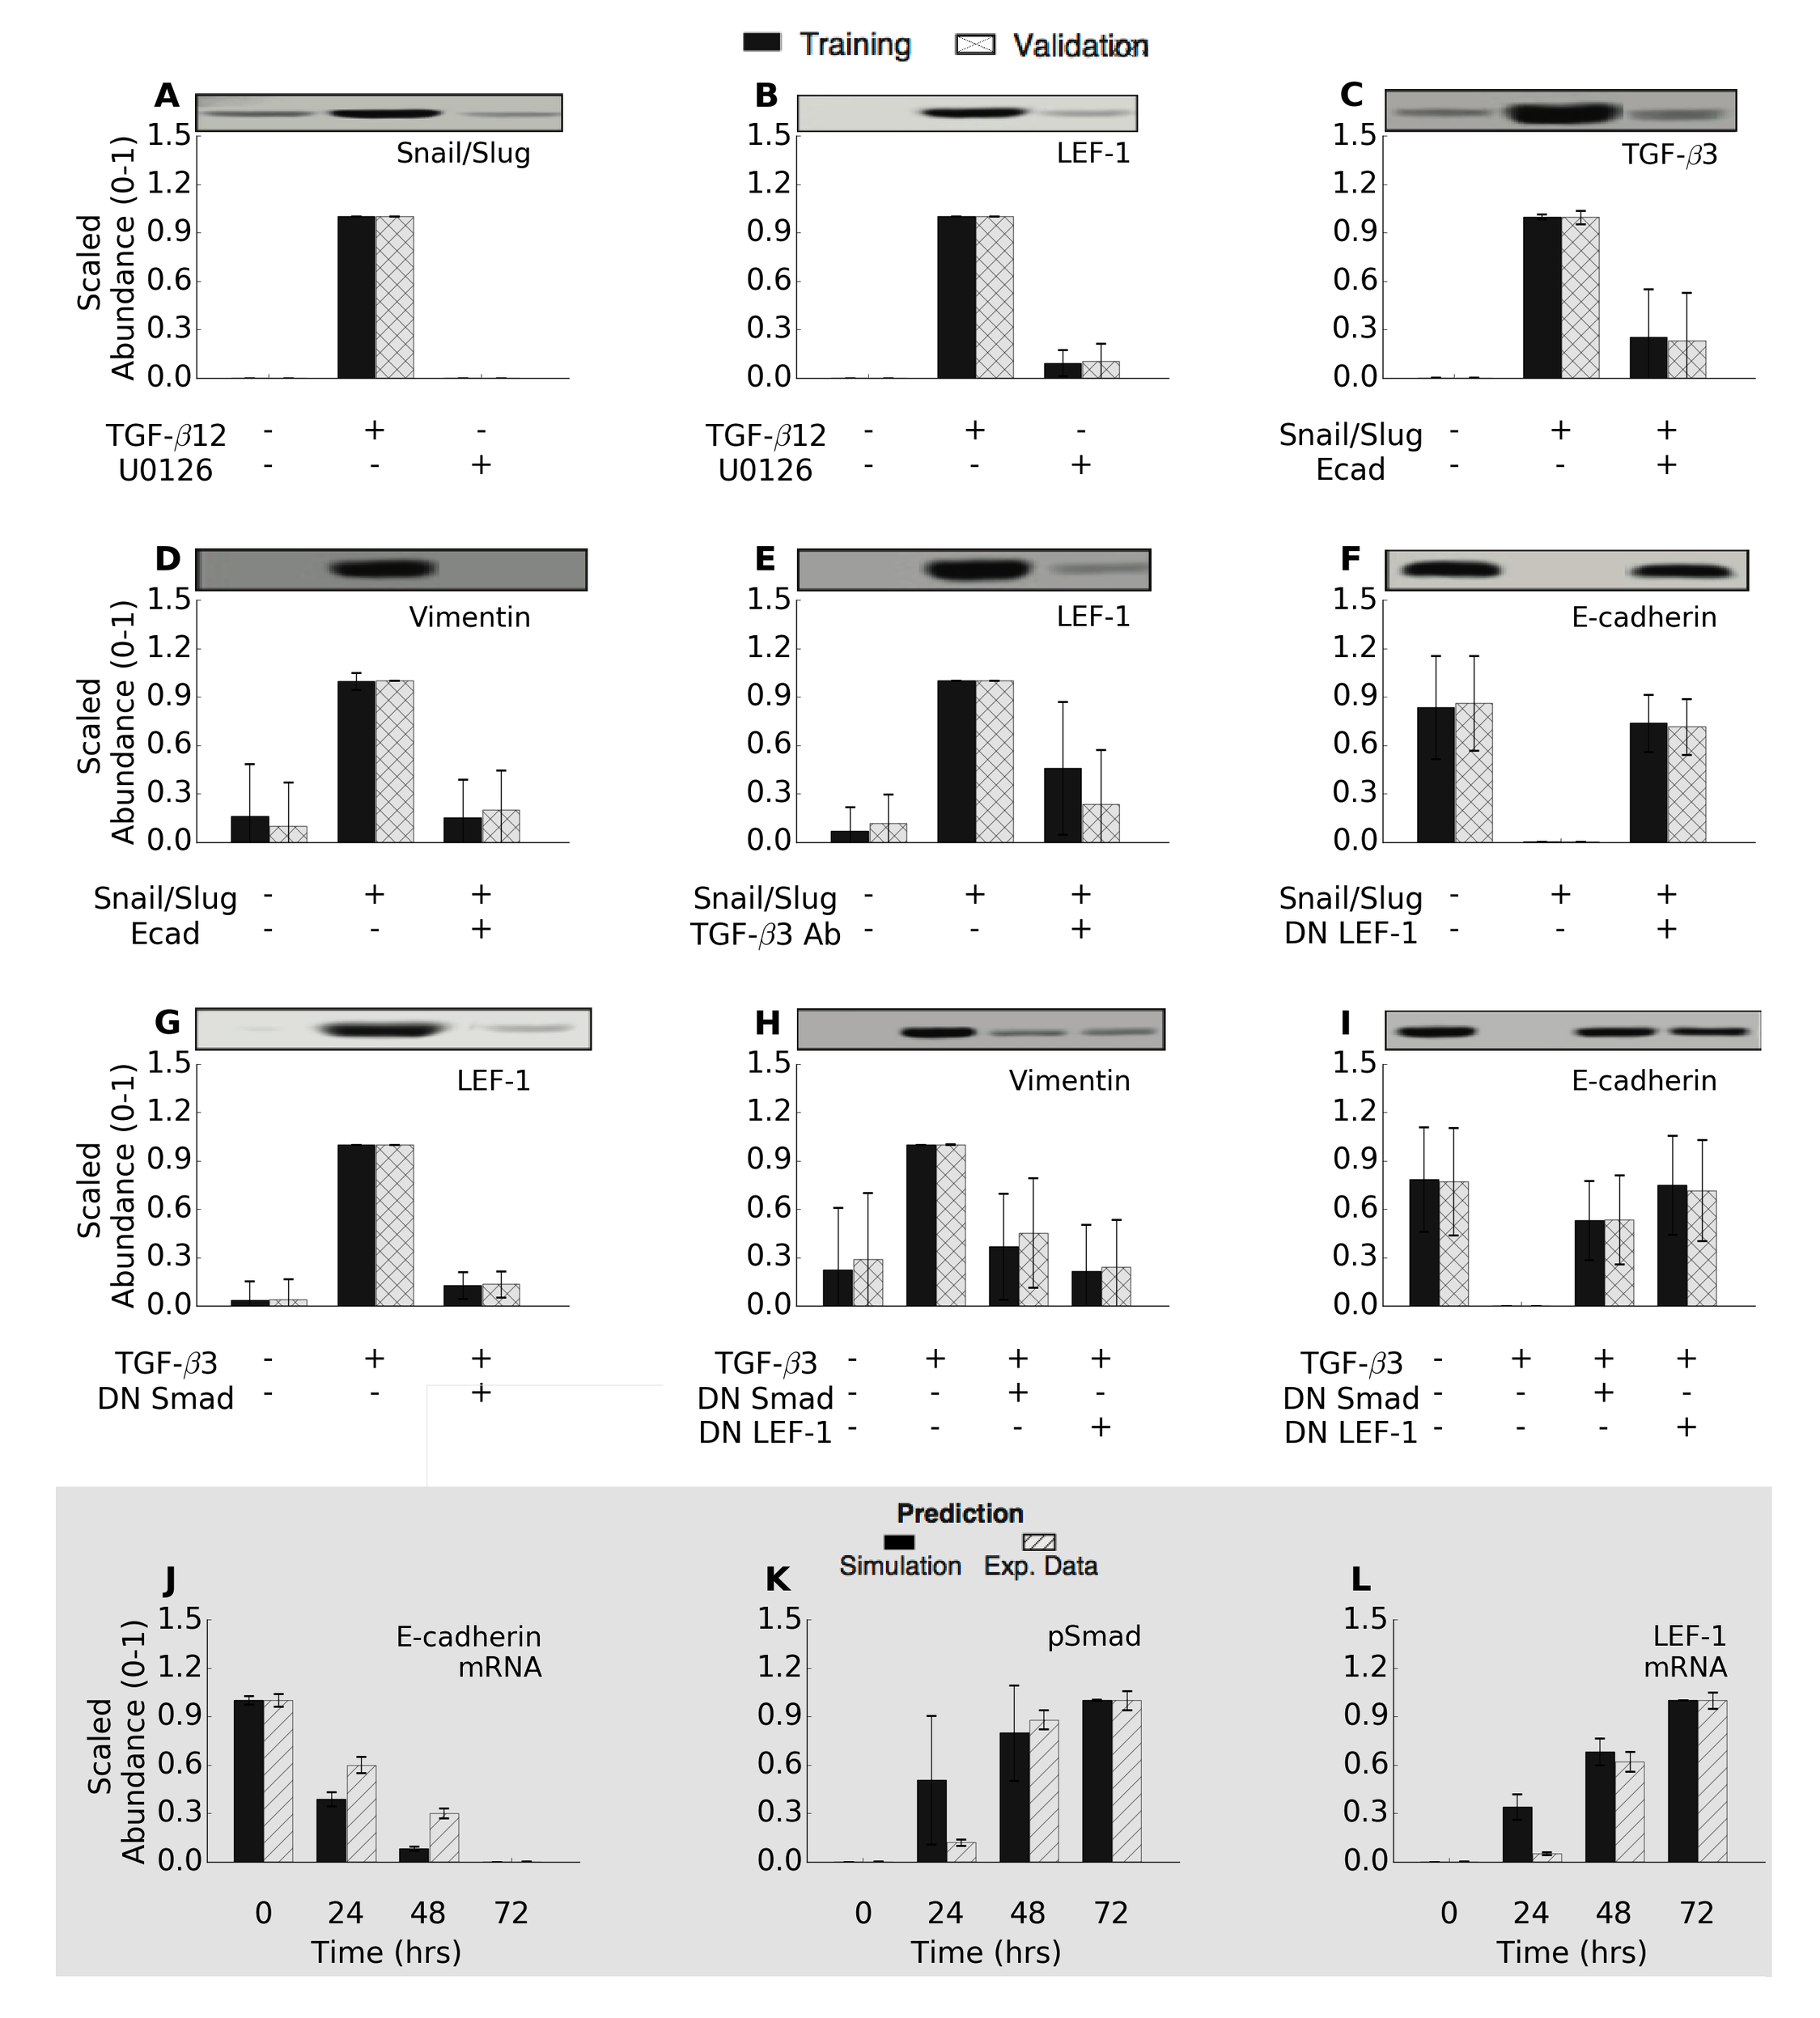 Training Validation
A B C
1.5 Snail/Slug 1.5 LEF-1 1.5 TGF-β3
1.2 1.2 1.2
0.9 0.9 0.9
0.6 0.6 0.6
0.3 0.3 0.3
0.0 0.0 0.0
Scaled
Abundance (0-1)
TGF-β12 - + - TGF-β12 - + - Snail/Slug - + +
U0126 - - + U0126 - - + Ecad - - +
D E F
1.5 Vimentin 1.5 LEF-1 1.5 E-cadherin
1.2 1.2 1.2
0.9 0.9 0.9
0.6 0.6 0.6
0.3 0.3 0.3
0.0 0.0 0.0
Scaled
Abundance (0-1)
Snail/Slug - + + Snail/Slug - + + Snail/Slug - + +
Ecad - - + TGF-β3 Ab - - + DN LEF-1 - - +
G H I
1.5 LEF-1 1.5 Vimentin 1.5 E-cadherin
1.2 1.2 1.2
0.9 0.9 0.9
0.6 0.6 0.6
0.3 0.3 0.3
0.0 0.0 0.0
Scaled
Abundance (0-1)
TGF-β3 - + + TGF-β3 - + + + TGF-β3 - + + +
DN Smad - - + DN Smad - - + - DN Smad - - + -
DN LEF-1 - - - + DN LEF-1 - - - +
Prediction
Simulation Exp. Data
J K L
1.5 E-cadherin 1.5 pSmad 1.5 LEF-1
mRNA mRNA
1.2 1.2 1.2
0.9 0.9 0.9
0.6 0.6 0.6
0.3 0.3 0.3
0.0 0.0 0.0
Scaled
Abundance (0-1)
0 24 48 72 0 24 48 72 0 24 48 72
Time (hrs) Time (hrs) Time (hrs)